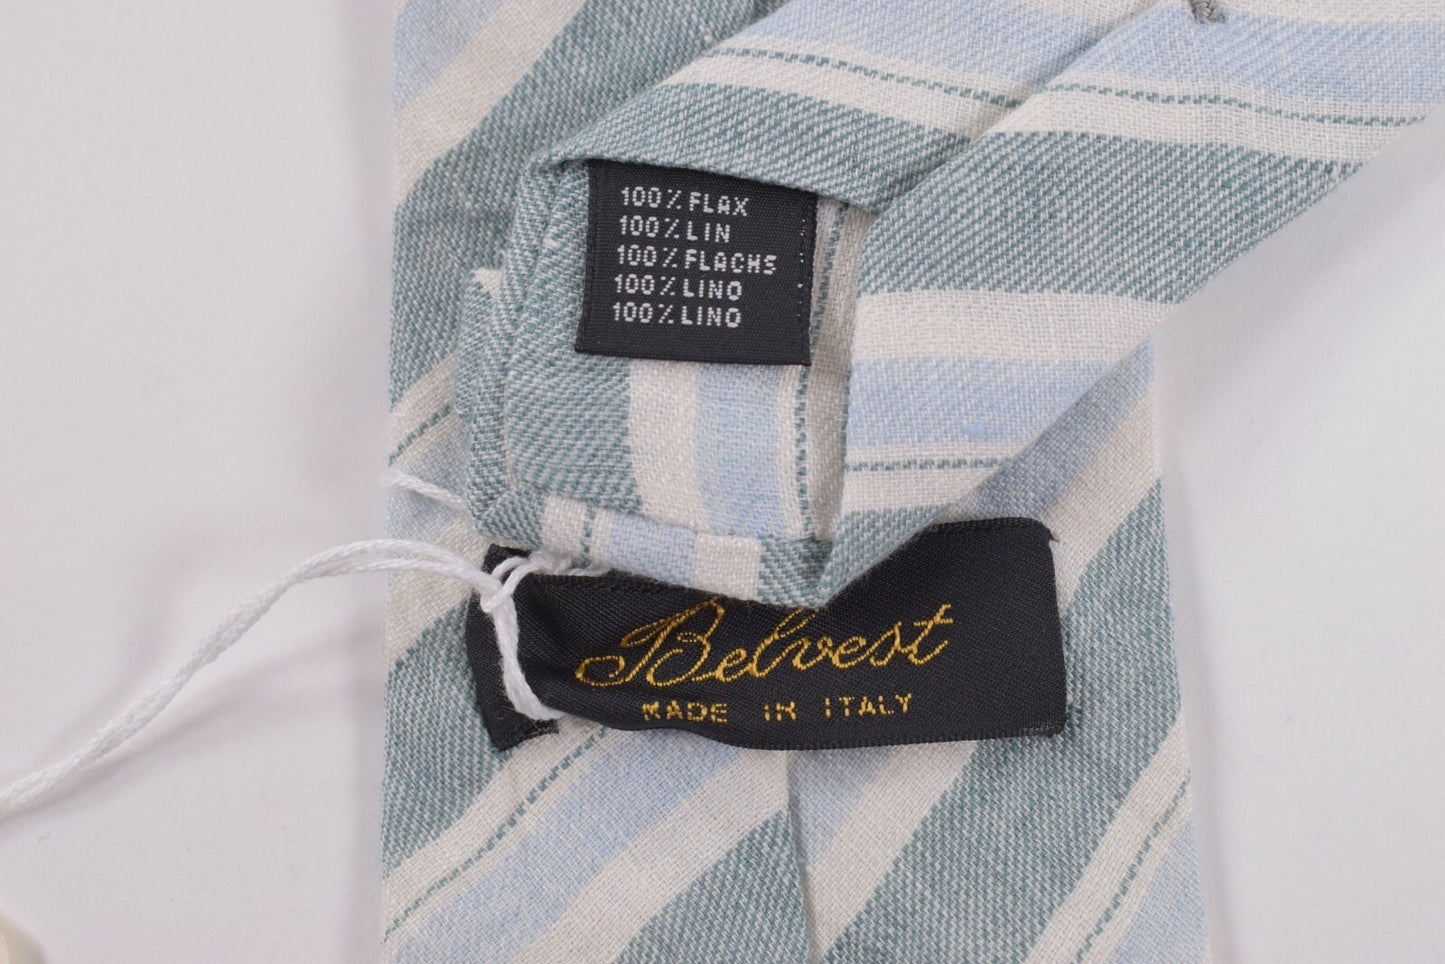 100% FLAX
100% LIN
100% FLACHS
100% LINO
100% LINO
Belvest
MADE IN ITALY